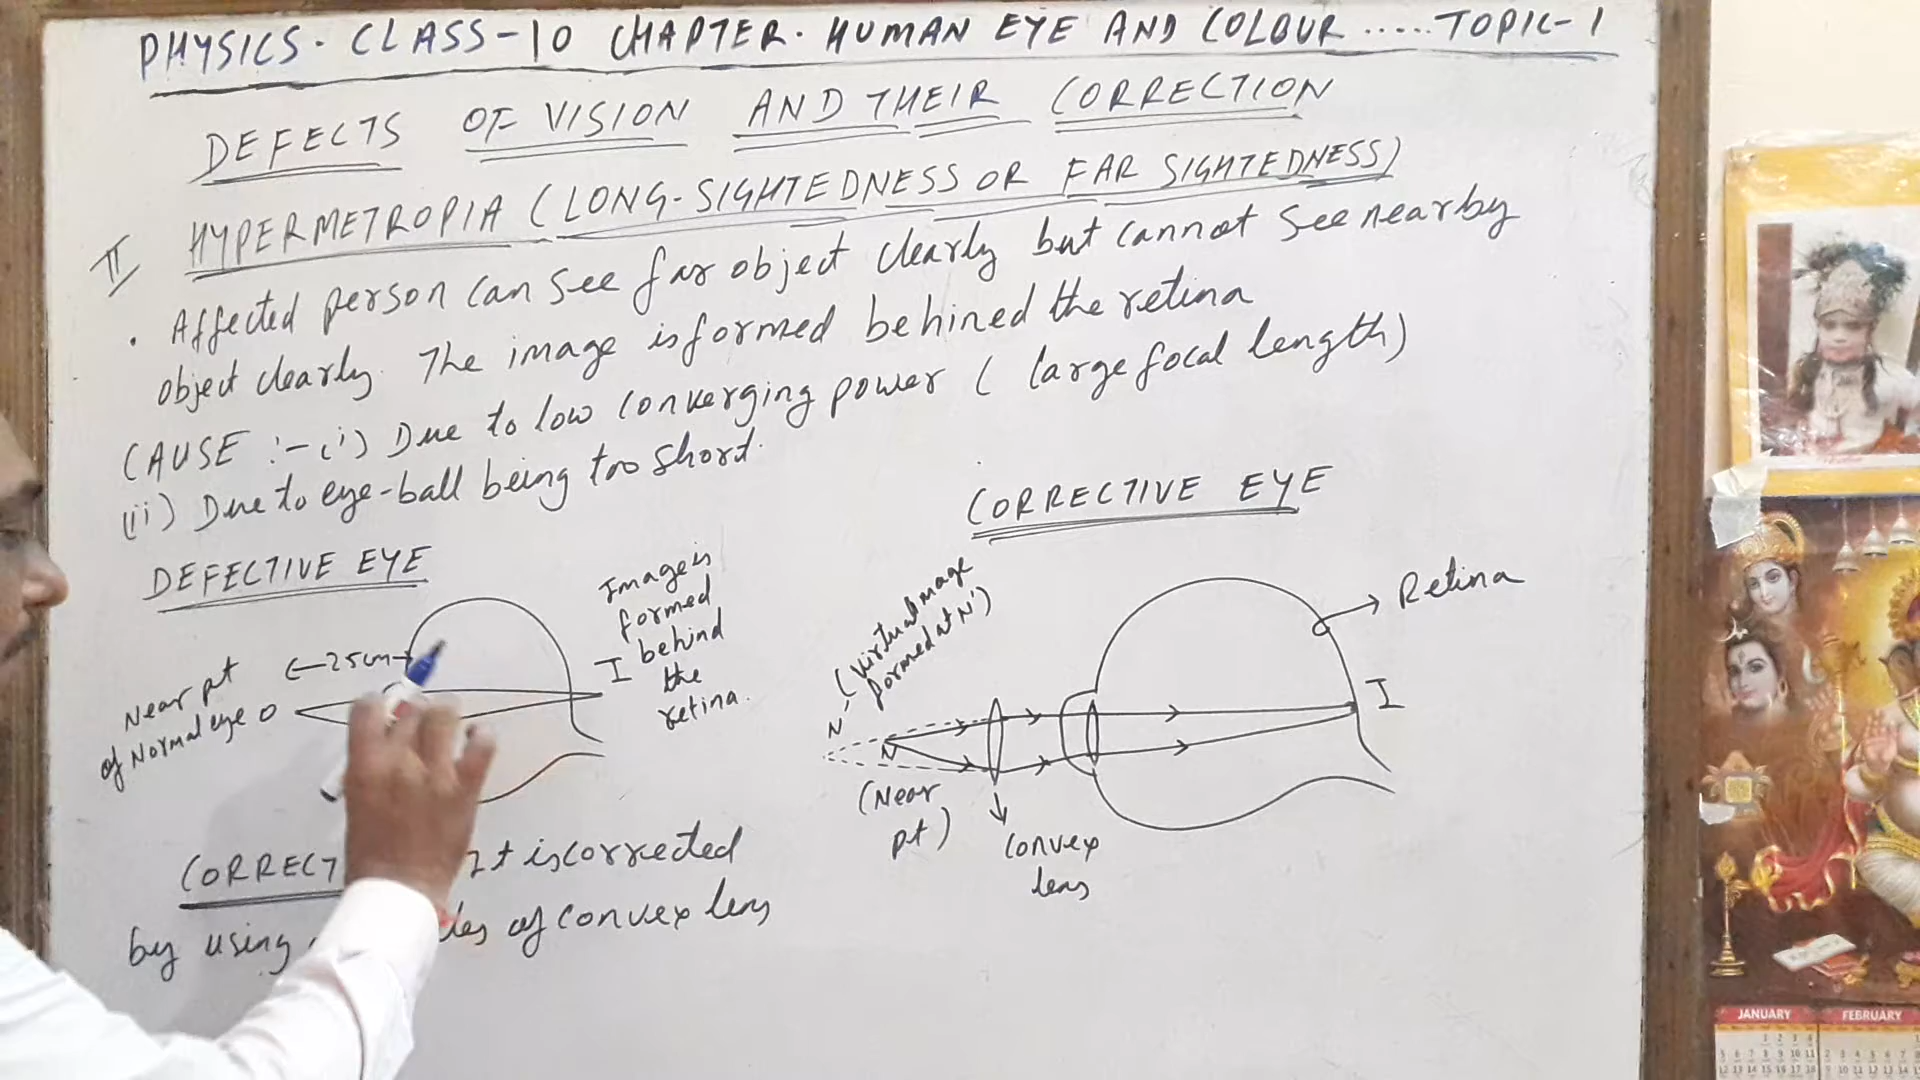 PHYSICS. CLASS-10 CHAPTER. HUMAN EYE AND COLOUR ..... TOPIC-1
DEFECTS OF VISION AND THEIR CORRECTION
II HYPERMETROPIA (LONG-SIGHTEDNESS OR FAR SIGHTEDNESS)
. Affected person can see far object clearly but cannot see nearby
object clearly. The image is formed behined the retina
CAUSE :- (i) Due to low converging power ( large focal length)
(ii) Due to eye-ball being too short.
DEFECTIVE EYE
Image is
formed
behind
the
retina.
I
25cm
Near pt
of Normal eye O
CORRECT
It is corrected
by using
of convex lens
CORRECTIVE EYE
Retina
(Virtual image
formed at N')
N'
N
(Near
pt)
Convex
lens
I
JANUARY
FEBRUARY